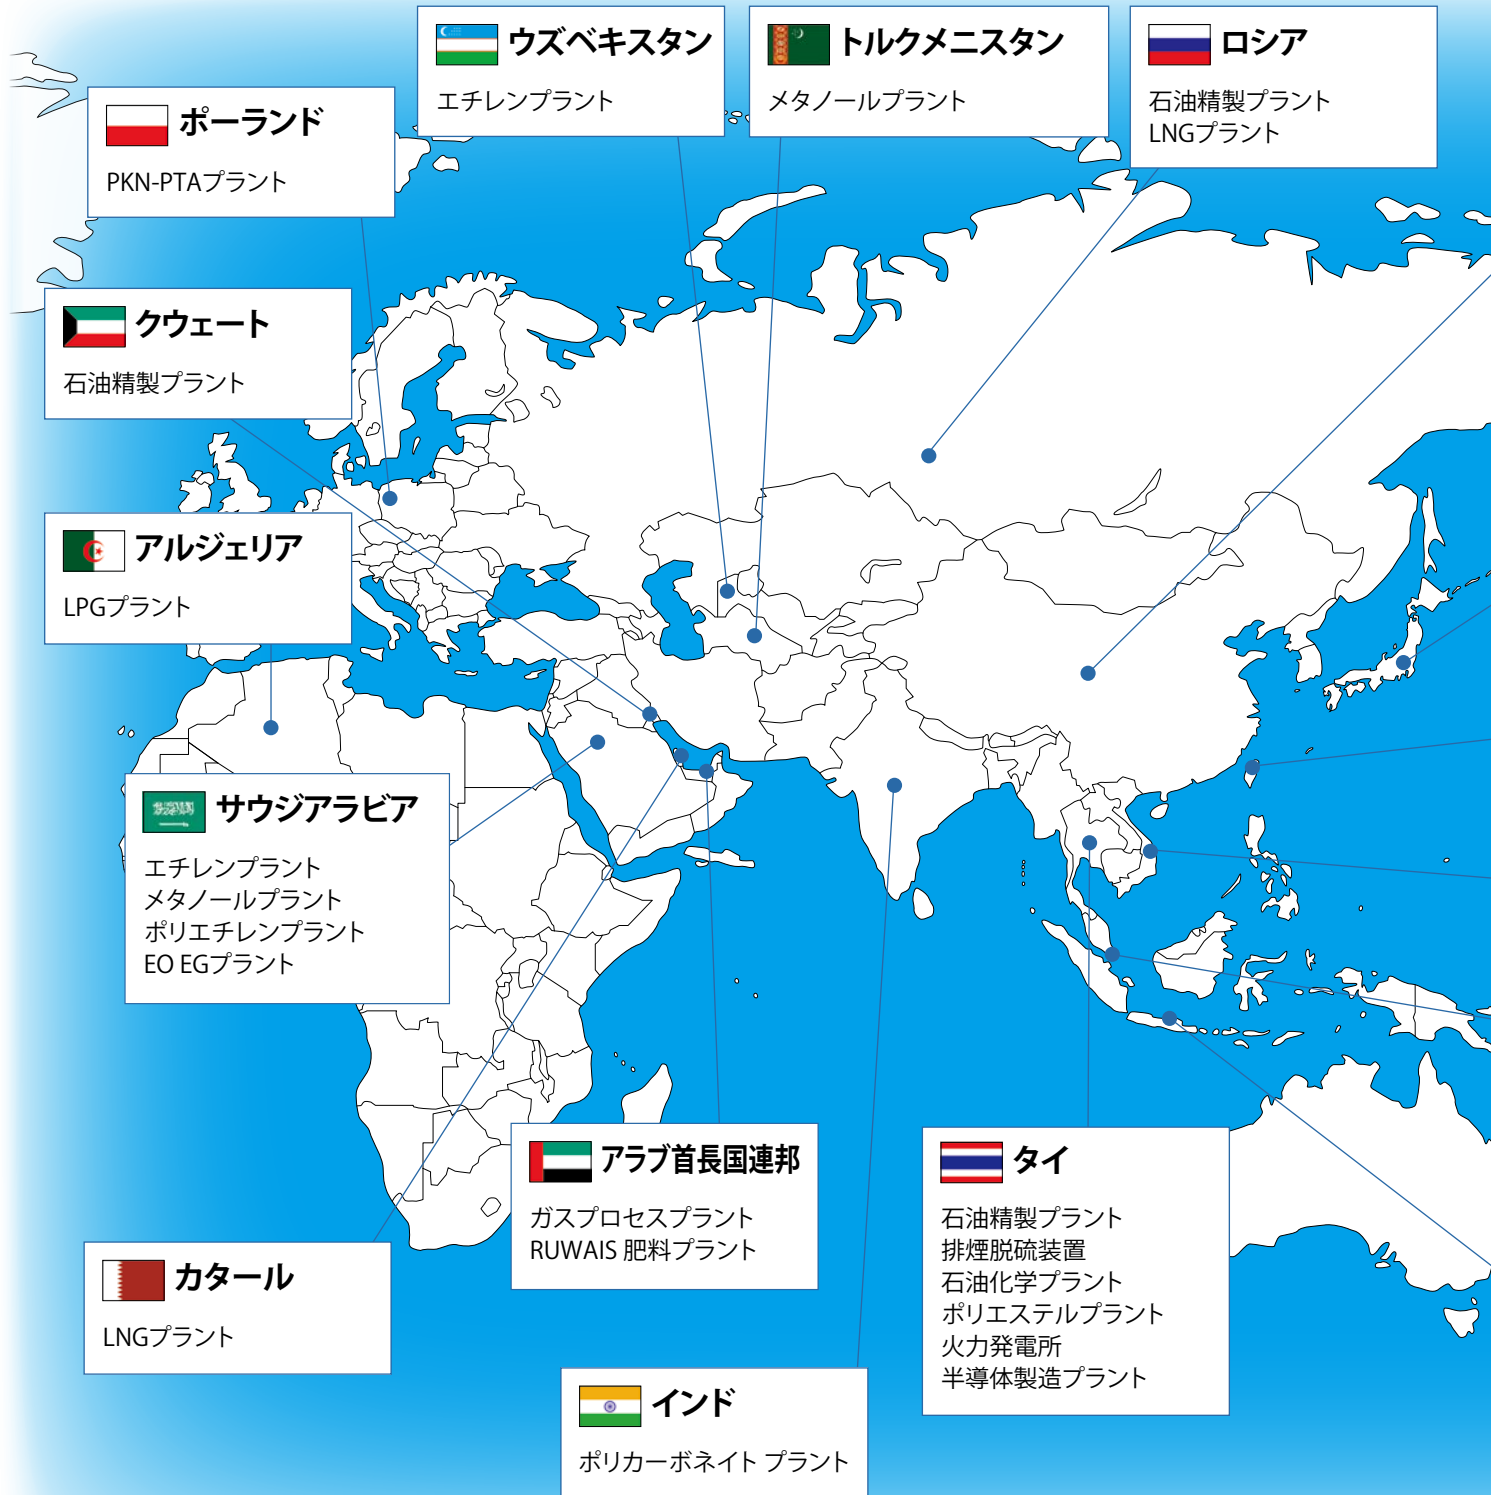 ウズベキスタン
エチレンプラント
トルクメニスタン
メタノールプラント
ロシア
石油精製プラント
LNGプラント
ポーランド
PKN-PTAプラント
クウェート
石油精製プラント
アルジェリア
LPGプラント
サウジアラビア
エチレンプラント
メタノールプラント
ポリエチレンプラント
EO EGプラント
アラブ首長国連邦
ガスプロセスプラント
RUWAIS 肥料プラント
タイ
石油精製プラント
排煙脱硫装置
石油化学プラント
ポリエステルプラント
火力発電所
半導体製造プラント
カタール
LNGプラント
インド
ポリカーボネイト プラント